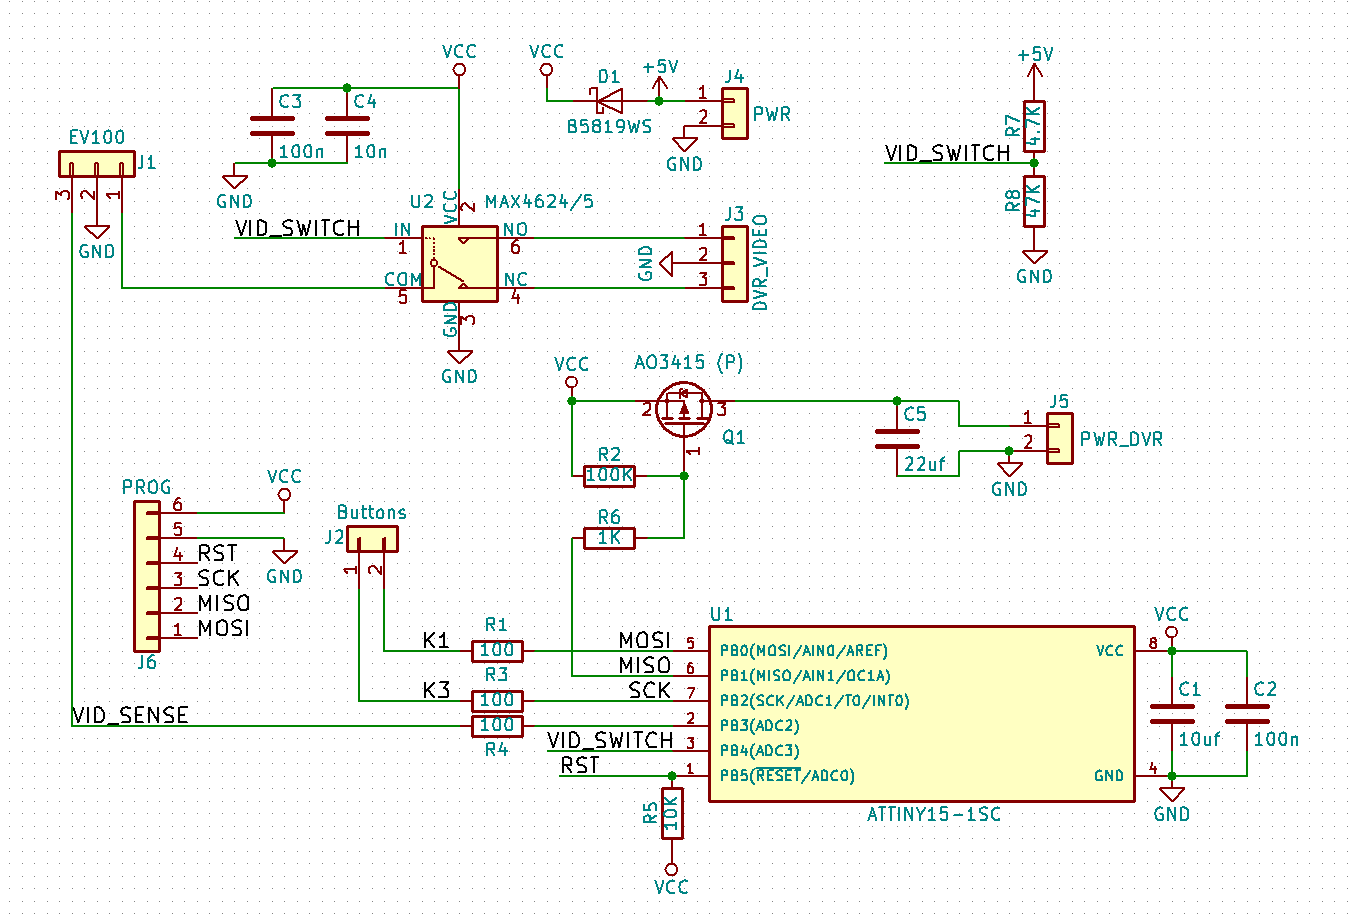 VCC
VCC
D1
+5V
J4
1
2
PWR
B5819WS
GND
+5V
R7
4.7K
VID_SWITCH
R8
47K
GND
C3
C4
100n
10n
GND
EV100
J1
3
2
1
GND
U2
MAX4624/5
VCC
2
VID_SWITCH
IN
1
NO
6
COM
5
NC
4
GND
3
GND
J3
1
2
3
GND
DVR_VIDEO
VCC
AO3415 (P)
2
3
Q1
1
R2
100K
R6
1K
C5
22uf
J5
1
2
PWR_DVR
GND
PROG
VCC
6
5
4
RST
3
SCK
2
MISO
1
MOSI
J6
GND
Buttons
J2
1
2
U1
K1
R1
100
MOSI
5
PB0(MOSI/AIN0/AREF)
MISO
6
PB1(MISO/AIN1/OC1A)
K3
R3
100
SCK
7
PB2(SCK/ADC1/T0/INT0)
VID_SENSE
100
R4
2
PB3(ADC2)
VID_SWITCH
3
PB4(ADC3)
RST
1
PB5(RESET/ADC0)
R5
10K
VCC
VCC
8
VCC
GND
4
ATTINY15-1SC
C1
10uf
C2
100n
GND